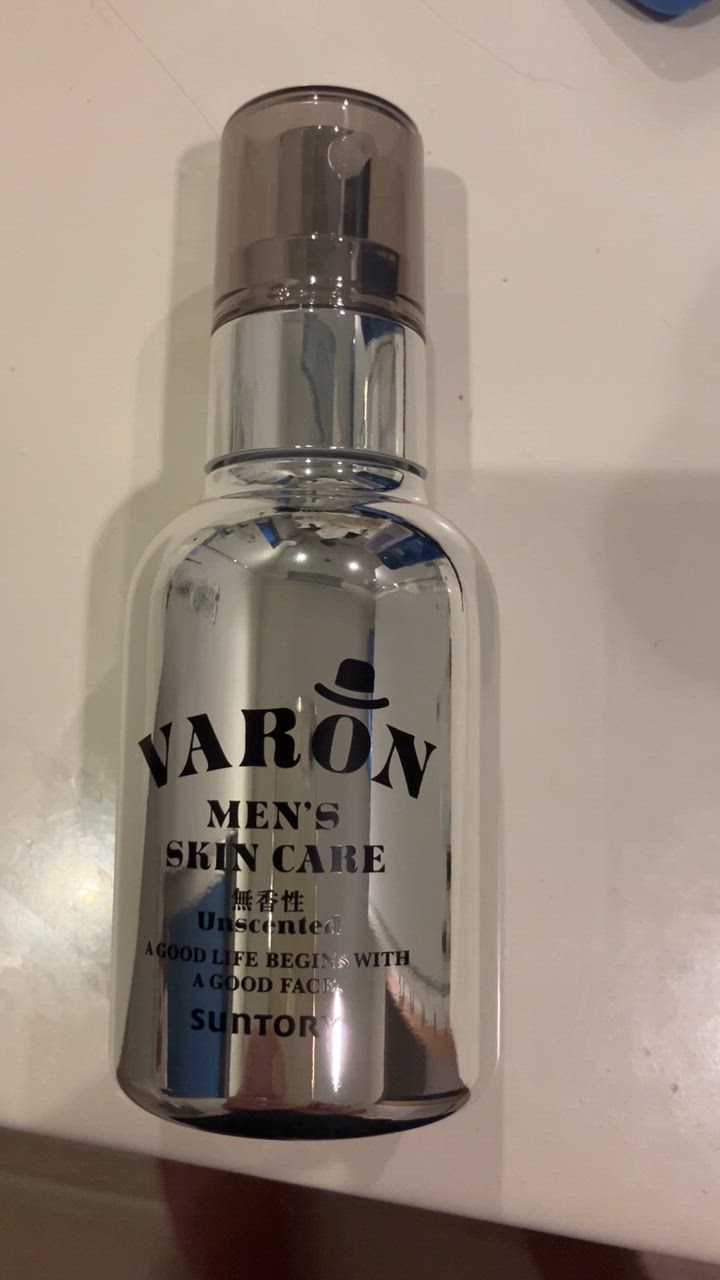 VARON
MEN'S
SKIN CARE
無香性
Unscented
A GOOD LIFE BEGINS WITH
A GOOD FACE.
SUNTORY